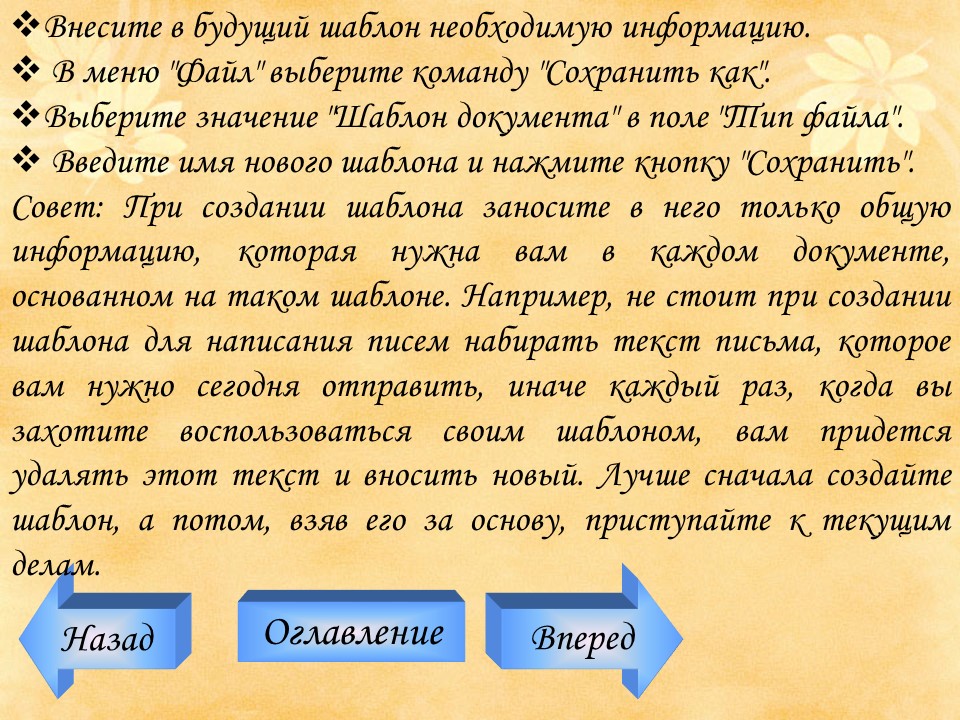 ❖Внесите в будущий шаблон необходимую информацию.
❖ В меню "Файл" выберите команду "Сохранить как".
❖Выберите значение "Шаблон документа" в поле "Тип файла".
❖ Введите имя нового шаблона и нажмите кнопку "Сохранить".
Совет: При создании шаблона заносите в него только общую
информацию, которая нужна вам в каждом документе,
основанном на таком шаблоне. Например, не стоит при создании
шаблона для написания писем набирать текст письма, которое
вам нужно сегодня отправить, иначе каждый раз, когда вы
захотите воспользоваться своим шаблоном, вам придется
удалять этот текст и вносить новый. Лучше сначала создайте
шаблон, а потом, взяв его за основу, приступайте к текущим
делам.
Назад Оглавление Вперед